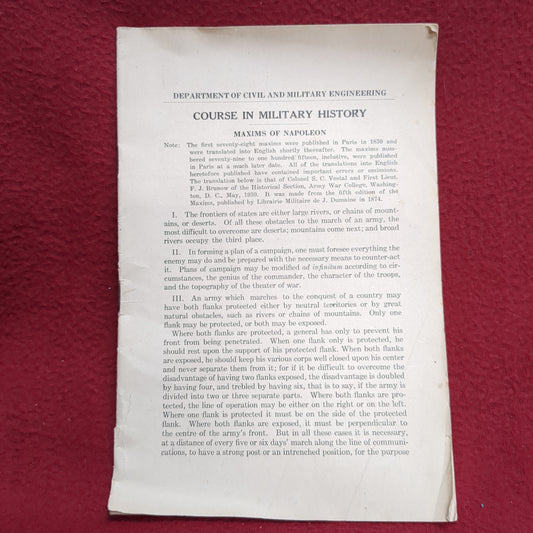 DEPARTMENT OF CIVIL AND MILITARY ENGINEERING
COURSE IN MILITARY HISTORY
MAXIMS OF NAPOLEON
Note: The first seventy-eight maxims were published in Paris in 1830 and
were translated into English shortly thereafter. The maxims num-
bered seventy-nine to one hundred fifteen, inclusive, were published
in Paris at a much later date. All of the translations into English
heretofore published have contained important errors or omissions.
The translation below is that of Colonel S. C. Vestal and First Lieut.
F. J. Brunow of the Historical Section, Army War College, Washing-
ton, D. C., May, 1930. It was made from the fifth edition of the
Maxims, published by Librairie Militaire de J. Dumaine in 1874.
I. The frontiers of states are either large rivers, or chains of mount-
ains, or deserts. Of all these obstacles to the march of an army, the
most difficult to overcome are deserts; mountains come next; and broad
rivers occupy the third place.
II. In forming a plan of a campaign, one must foresee everything the
enemy may do and be prepared with the necessary means to counter-act
it. Plans of campaign may be modified ad infinitum according to cir-
cumstances, the genius of the commander, the character of the troops,
and the topography of the theater of war.
III. An army which marches to the conquest of a country may
have both flanks protected either by neutral territories or by great
natural obstacles, such as rivers or chains of mountains. Only one
flank may be protected, or both may be exposed.
Where both flanks are protected, a general has only to prevent his
front from being penetrated. When one flank only is protected, he
should rest upon the support of his protected flank. When both flanks
are exposed, he should keep his various corps well closed upon his center
and never separate them from it; for if it be difficult to overcome the
disadvantage of having two flanks exposed, the disadvantage is doubled
by having four, and trebled by having six, that is to say, if the army is
divided into two or three separate parts. Where both flanks are pro-
tected, the line of operation may be either on the right or on the left.
Where one flank is protected it must be on the side of the protected
flank. Where both flanks are exposed, it must be perpendicular to
the centre of the army's front. But in all these cases it is necessary,
at a distance of every five or six days' march along the line of communi-
cations, to have a strong post or an intrenched position, for the purpose